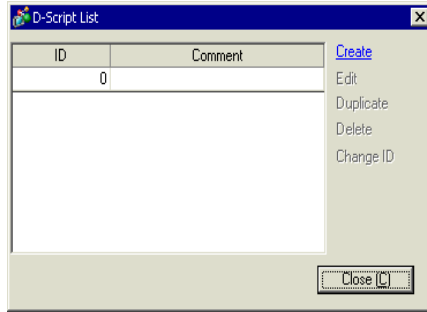 D-Script List
ID Comment
0
Create
Edit
Duplicate
Delete
Change ID
Close (C)